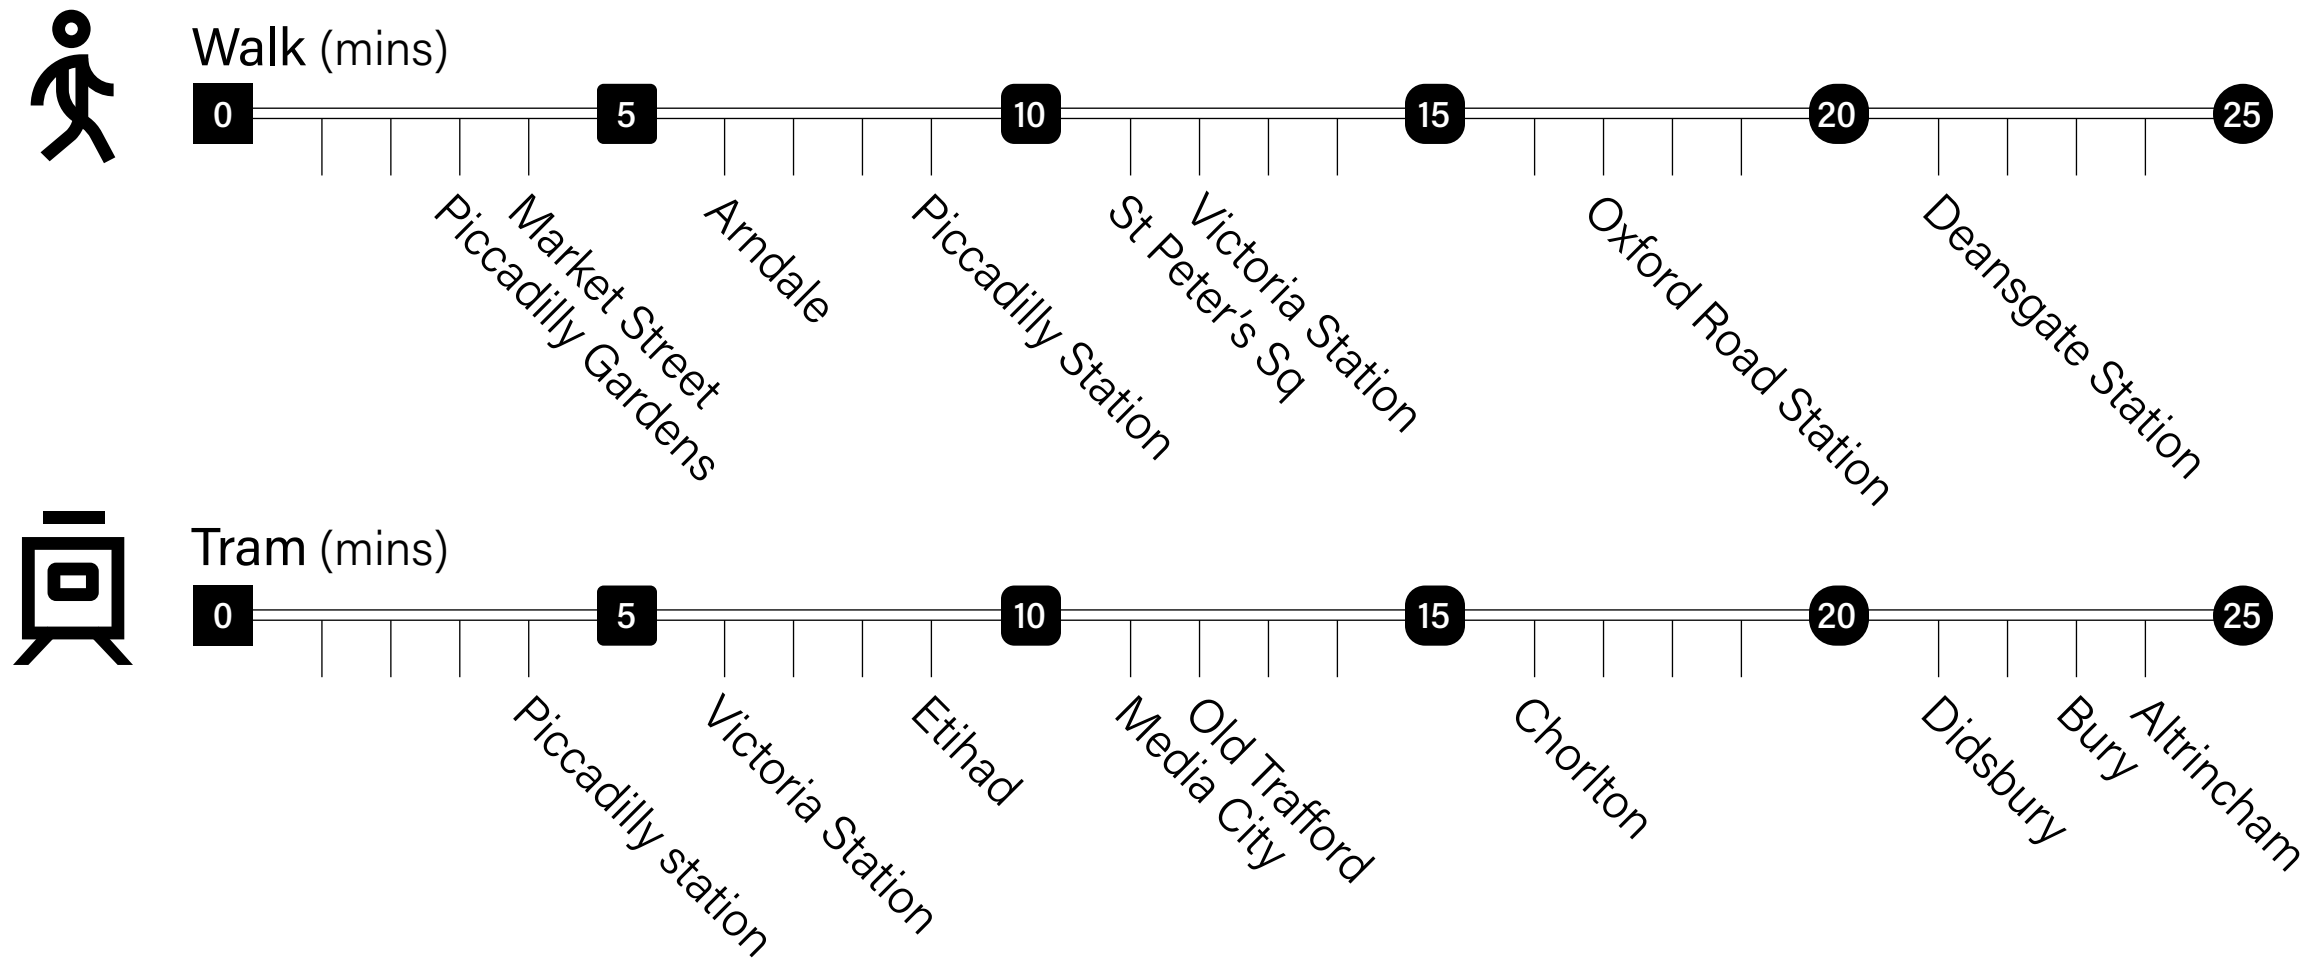 Walk (mins)
0 5 10 15 20 25
Piccadilly Gardens
Market Street
Arndale
Piccadilly Station
St Peter's Sq
Victoria Station
Oxford Road Station
Deansgate Station
Tram (mins)
0 5 10 15 20 25
Piccadilly station
Victoria Station
Etihad
Media City
Old Trafford
Chorlton
Didsbury
Bury
Altrincham